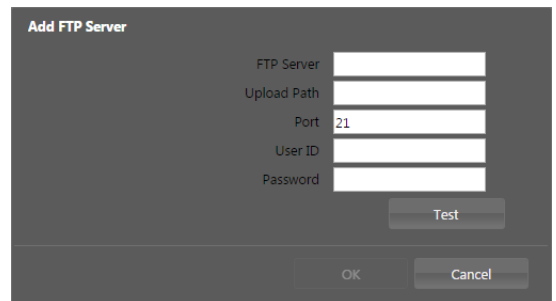 Add FTP Server
FTP Server
Upload Path
Port 21
User ID
Password
Test
OK Cancel